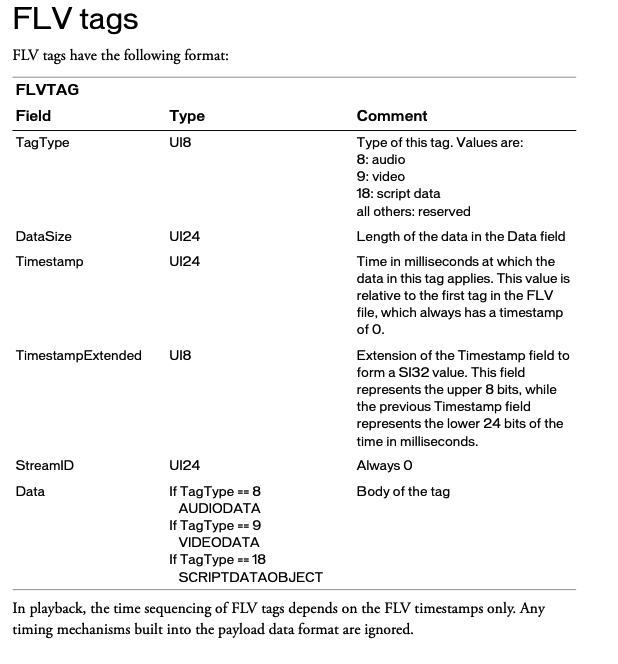 FLV tags
FLV tags have the following format:
FLVTAG
Field Type Comment
TagType UI8 Type of this tag. Values are:
8: audio
9: video
18: script data
all others: reserved
DataSize UI24 Length of the data in the Data field
Timestamp UI24 Time in milliseconds at which the
data in this tag applies. This value is
relative to the first tag in the FLV
file, which always has a timestamp
of 0.
TimestampExtended UI8 Extension of the Timestamp field to
form a SI32 value. This field
represents the upper 8 bits, while
the previous Timestamp field
represents the lower 24 bits of the
time in milliseconds.
StreamID UI24 Always 0
Data If TagType == 8 Body of the tag
AUDIODATA
If TagType == 9
VIDEODATA
If TagType == 18
SCRIPTDATAOBJECT
In playback, the time sequencing of FLV tags depends on the FLV timestamps only. Any
timing mechanisms built into the payload data format are ignored.